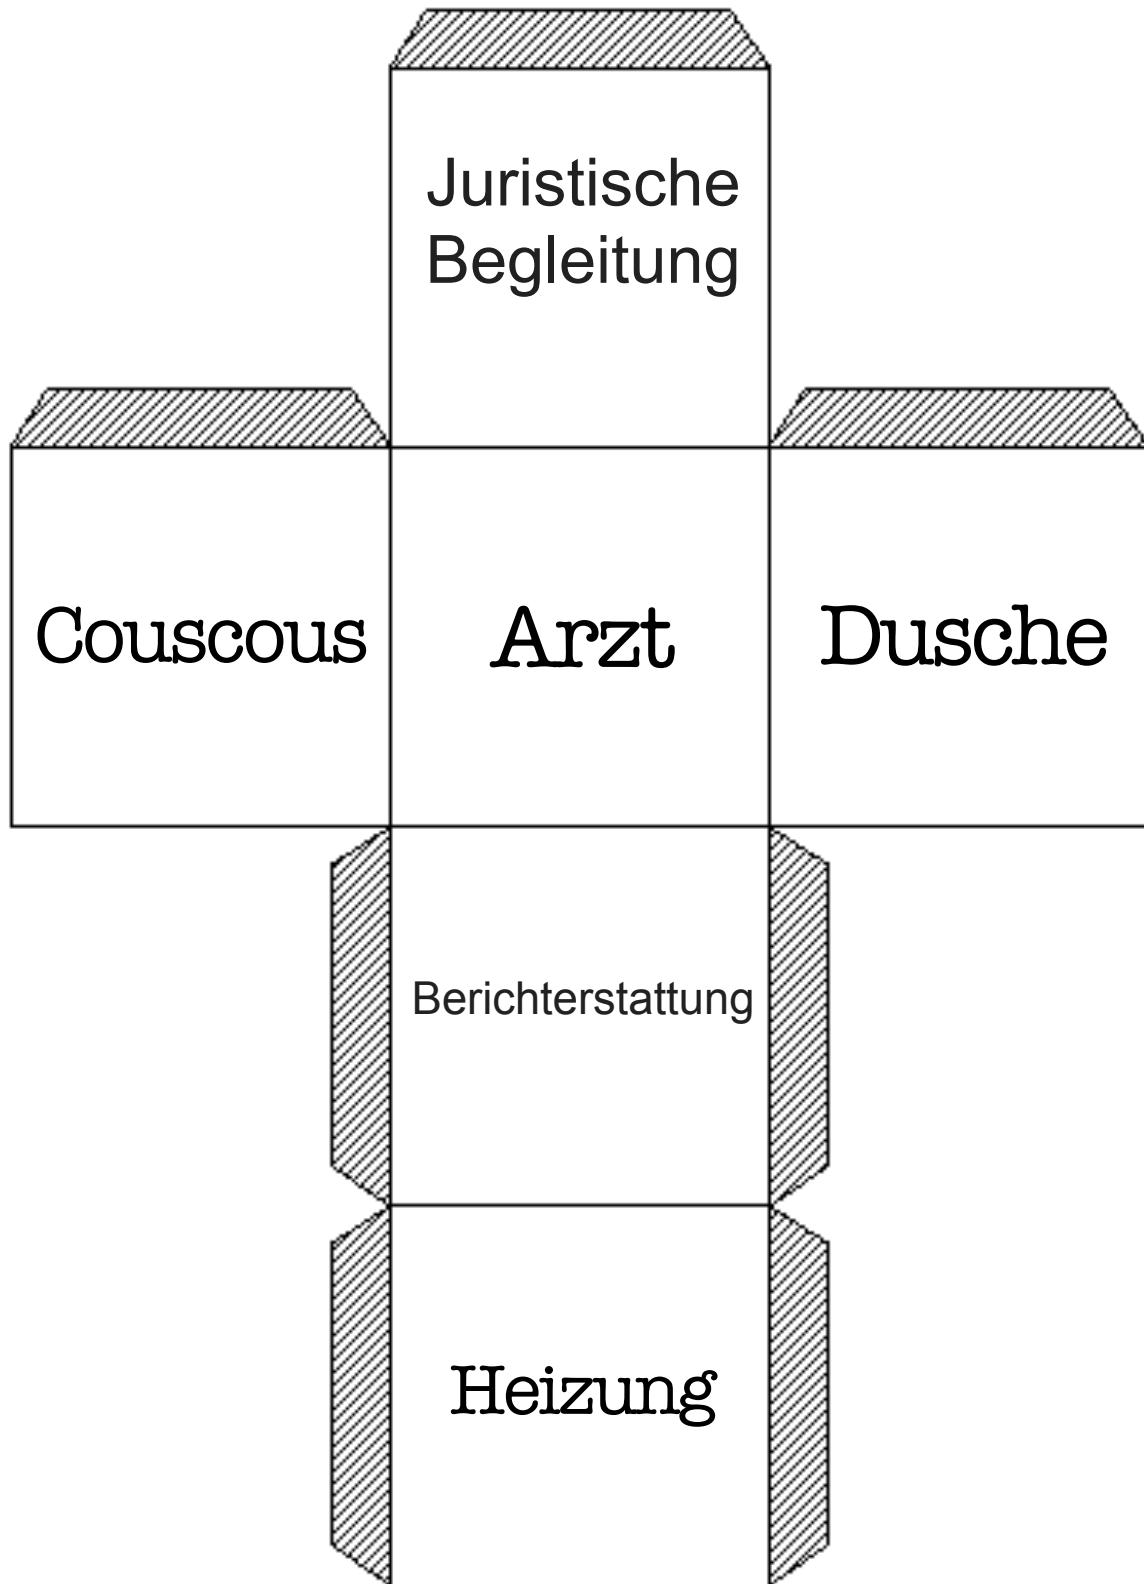 Juristische
Begleitung
Couscous
Arzt
Dusche
Berichterstattung
Heizung